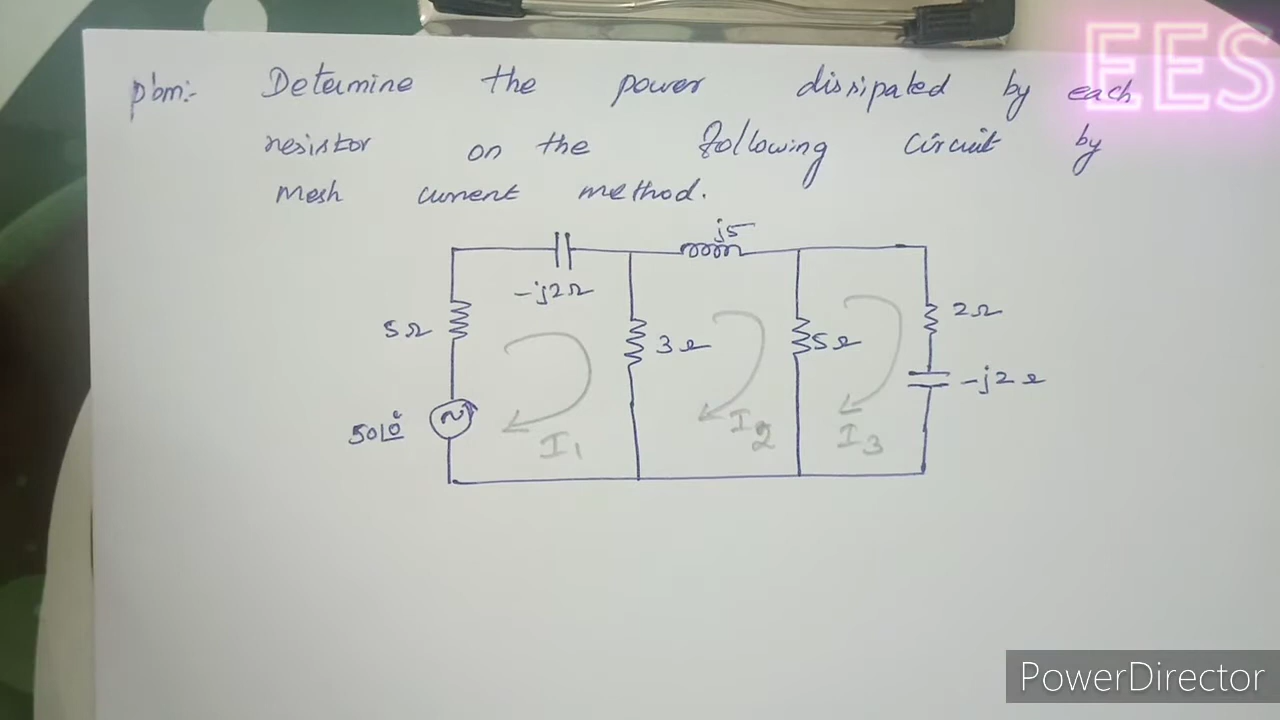 EES
pbm:- Determine the power dissipated by each
resistor on the following circuit by
mesh current method.
j5
-j2Ω
5Ω
3Ω
5Ω
2Ω
-j2Ω
50∠0°
I1
I2
I3
PowerDirector